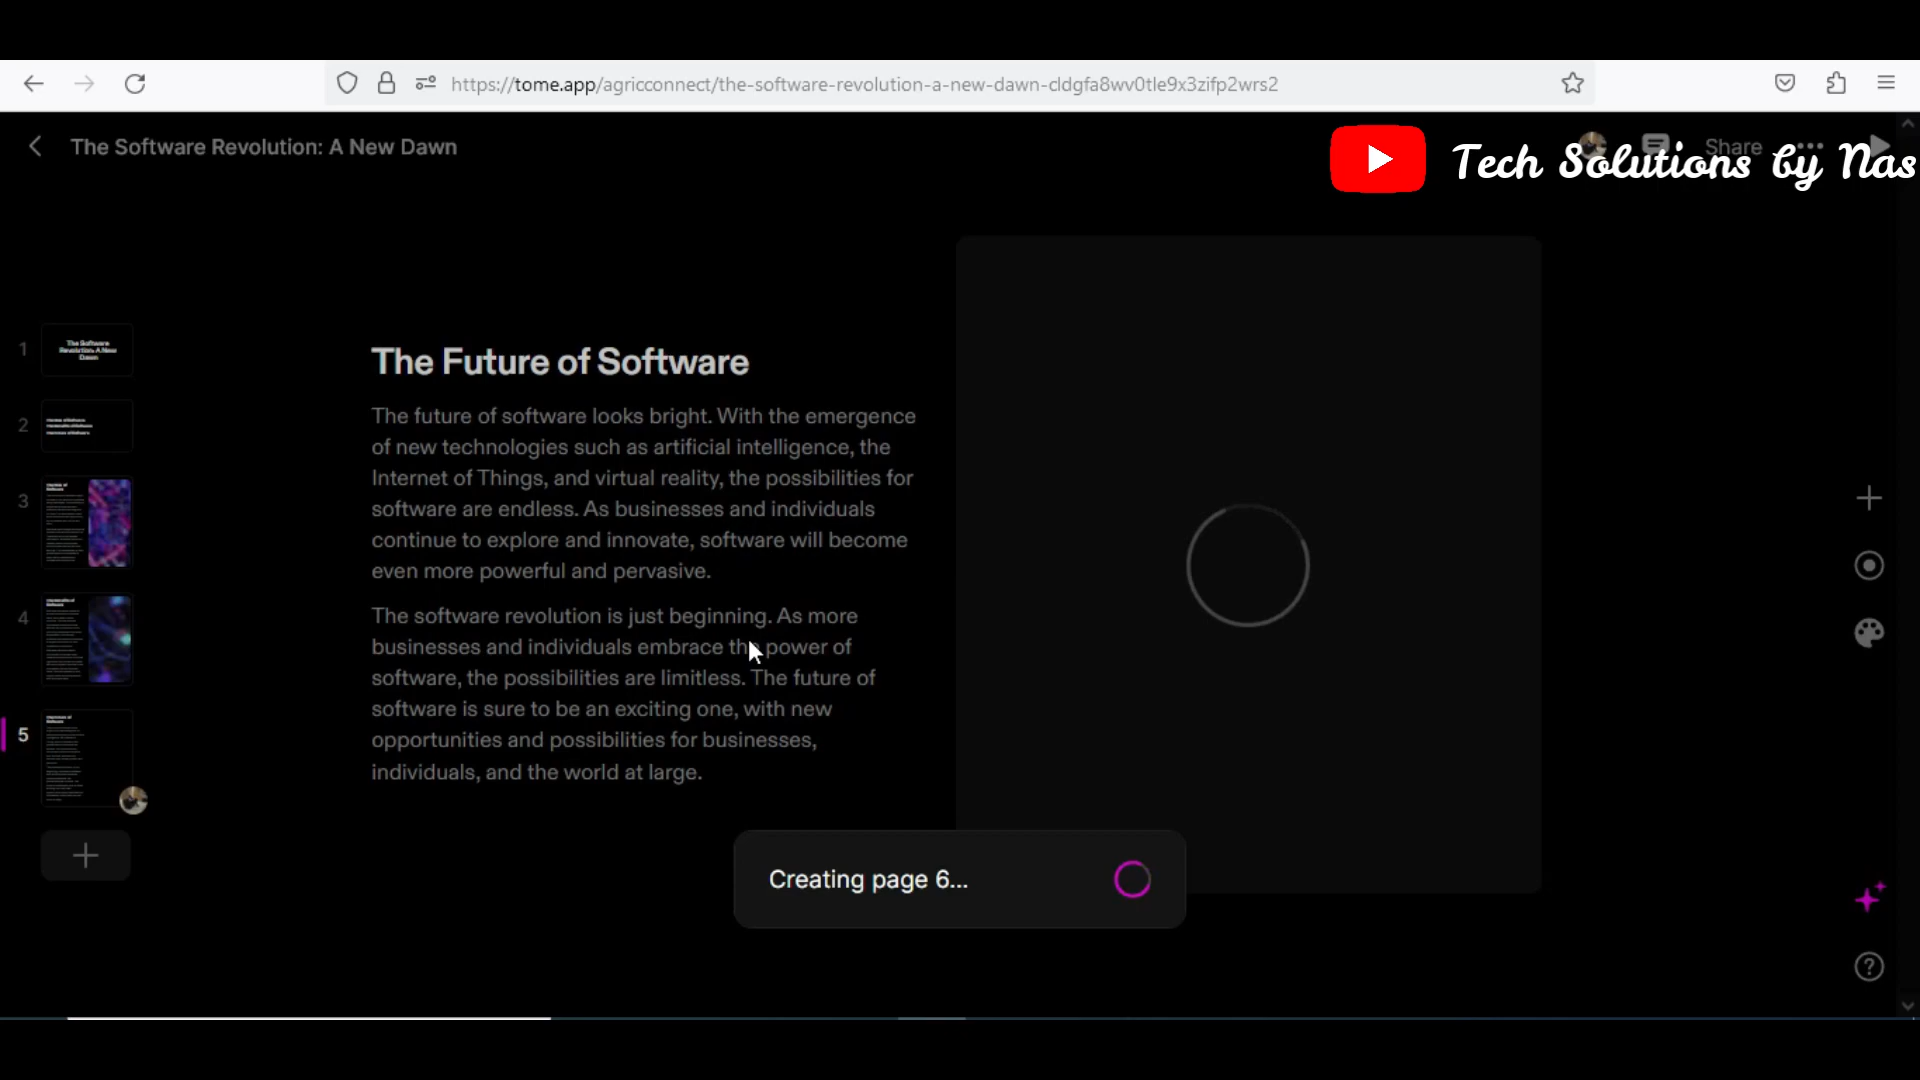 https://tome.app/agricconnect/the-software-revolution-a-new-dawn-cldgfa8wv0tle9x3zifp2wrs2
The Software Revolution: A New Dawn
Share
Tech Solutions by Nas
1
The Software
Revolution: A New
Dawn
2
3
4
5
The Future of Software
The future of software looks bright. With the emergence
of new technologies such as artificial intelligence, the
Internet of Things, and virtual reality, the possibilities for
software are endless. As businesses and individuals
continue to explore and innovate, software will become
even more powerful and pervasive.
The software revolution is just beginning. As more
businesses and individuals embrace the power of
software, the possibilities are limitless. The future of
software is sure to be an exciting one, with new
opportunities and possibilities for businesses,
individuals, and the world at large.
Creating page 6...